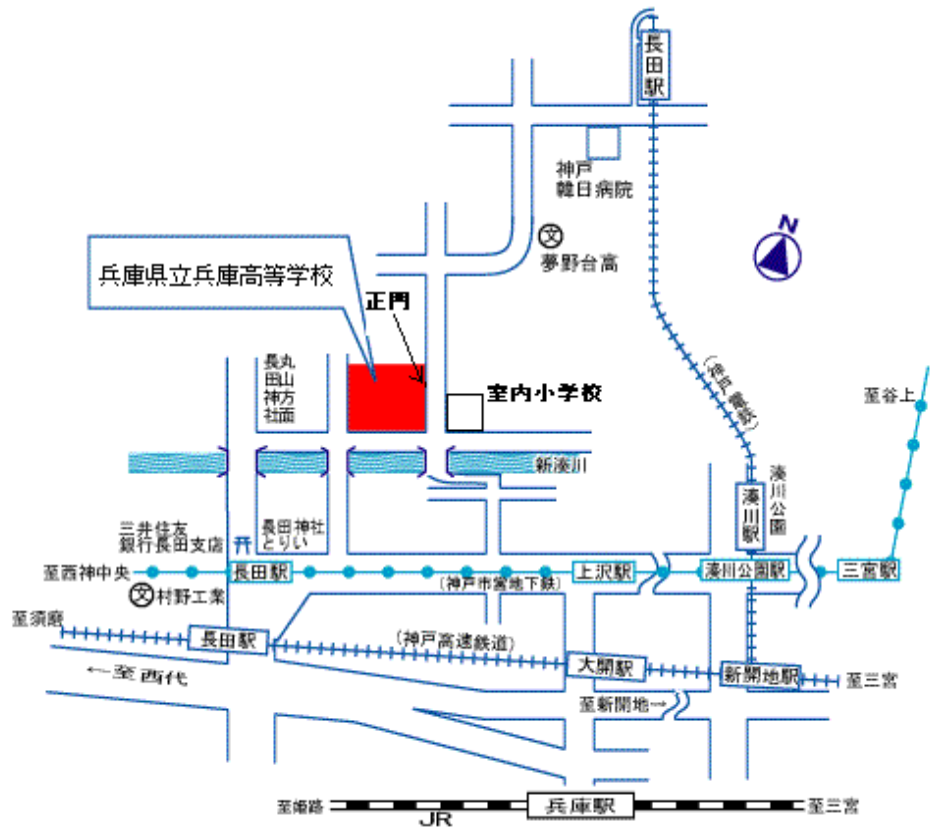 長田駅
神戸
韓日病院
文
夢野台高
N
兵庫県立兵庫高等学校
正門
長田神社
丸山方面
室内小学校
(神戸電鉄)
至谷上
新湊川
湊川公園
湊川駅
三井住友
銀行長田支店
長田神社
とりい
至西神中央
長田駅
(神戸市営地下鉄)
上沢駅
湊川公園駅
三宮駅
文
村野工業
至須磨
長田駅
(神戸高速鉄道)
大開駅
新開地駅
至三宮
←至西代
至新開地→
至姫路
JR
兵庫駅
至三宮